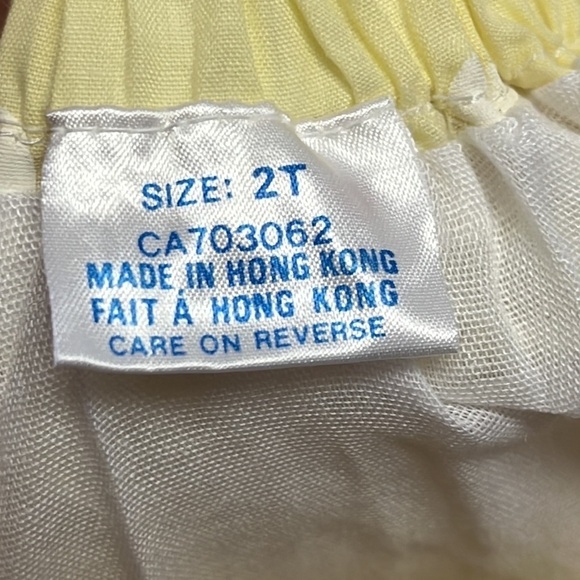 SIZE: 2T
CA703062
MADE IN HONG KONG
FAIT À HONG KONG
CARE ON REVERSE